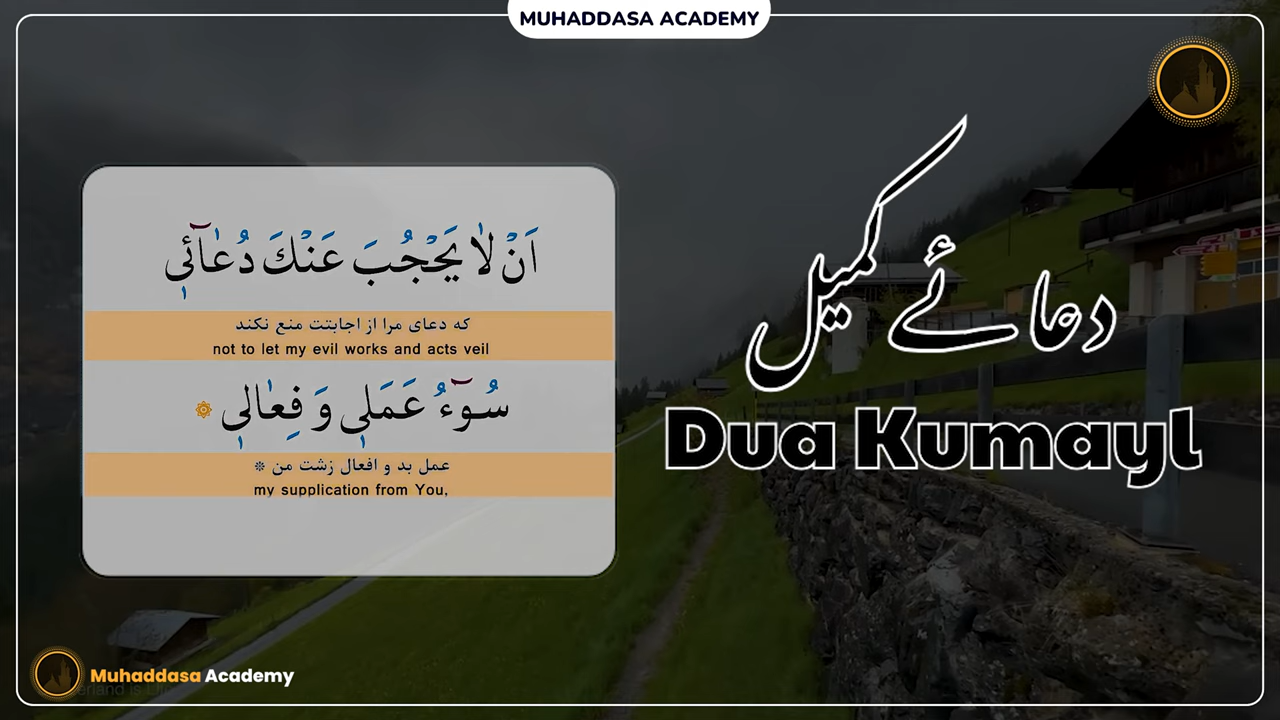 MUHADDASA ACADEMY
اَنْ لٰا يَحْجُبَ عَنْكَ دُعٰآئٖى
که دعای مرا از اجابتت منع نکند
not to let my evil works and acts veil
سُوٓءُ عَمَلٖى وَ فِعٰالٖى ۞
عمل بد و افعال زشت من *
my supplication from You,
دعائے کمیل
Dua Kumayl
Muhaddasa Academy